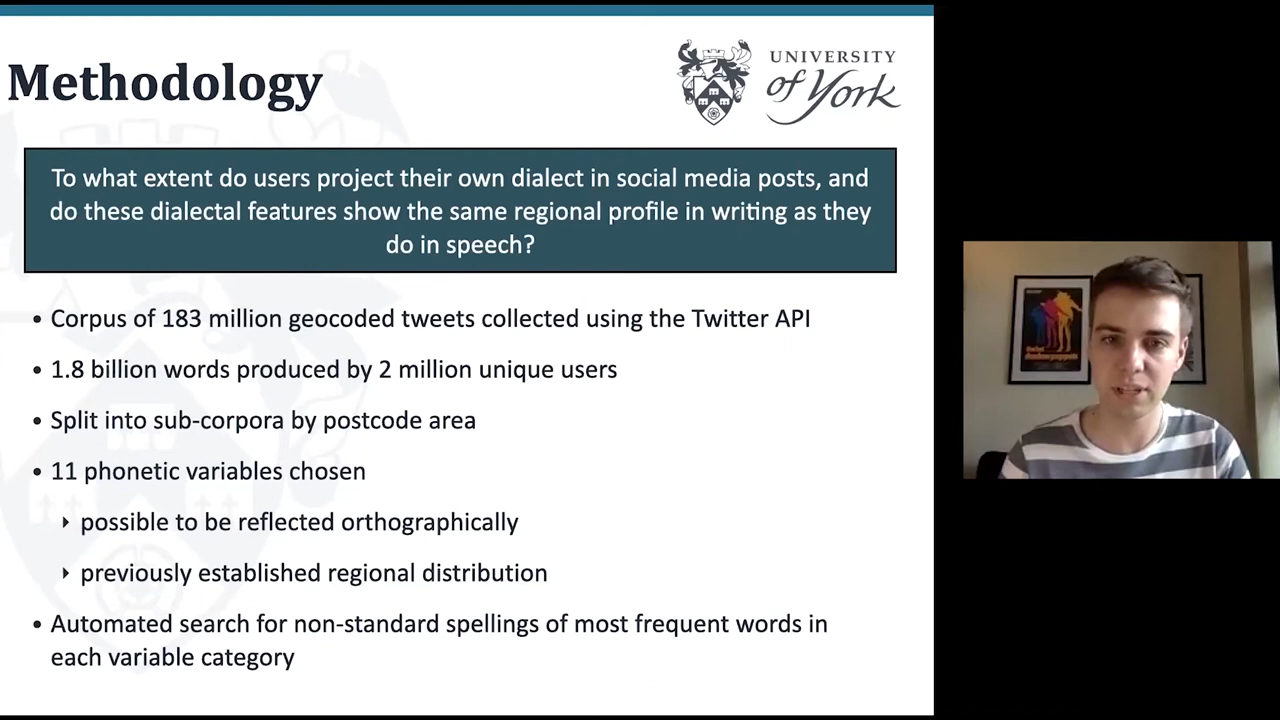 Methodology
UNIVERSITY
of York
To what extent do users project their own dialect in social media posts, and
do these dialectal features show the same regional profile in writing as they
do in speech?
• Corpus of 183 million geocoded tweets collected using the Twitter API
• 1.8 billion words produced by 2 million unique users
• Split into sub-corpora by postcode area
• 11 phonetic variables chosen
‣ possible to be reflected orthographically
‣ previously established regional distribution
• Automated search for non-standard spellings of most frequent words in
each variable category